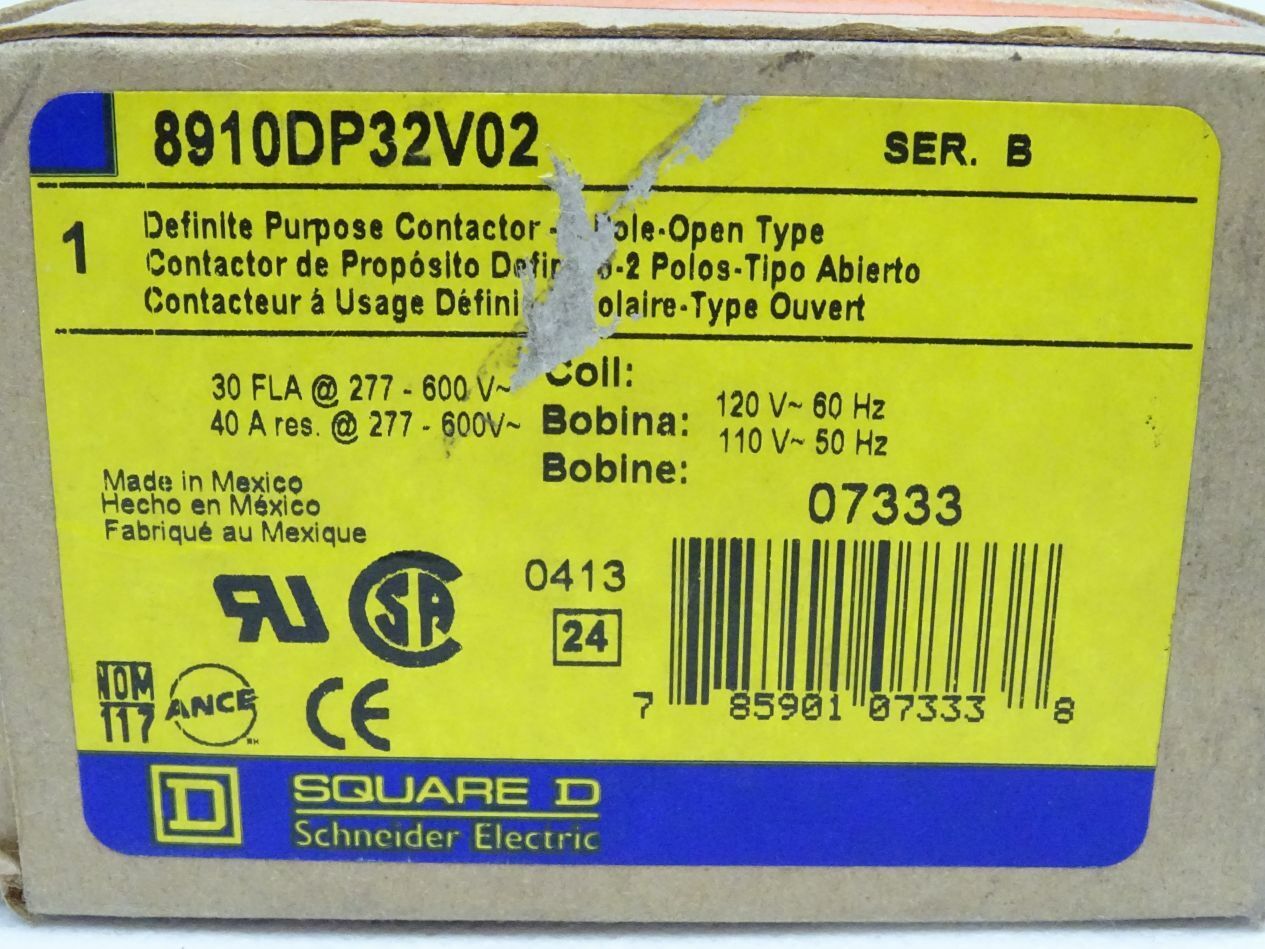 8910DP32V02 SER. B
1
Definite Purpose Contactor - Pole-Open Type
Contactor de Propósito -2 Polos-Tipo Abierto
Contacteur á Usage -Type Ouvert
30 FLA @ 277 - 600 V~
40 A res. @ 277 - 600V~
Coil:
Bobina:
Bobine:
120 V~ 60 Hz
110 V~ 50 Hz
Made in Mexico
Hecho en México
Fabriqué au Mexique
07333
0413
24
7 85901 07333 8
RU
CSA
NOM
117
ANCE
CE
D
SQUARE D
Schneider Electric